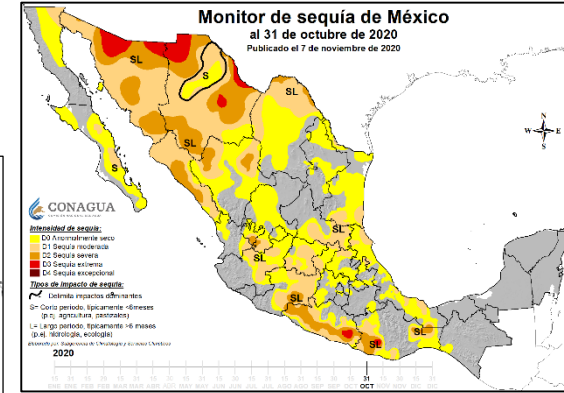 Monitor de sequía de México
al 31 de octubre de 2020
Publicado el 7 de noviembre de 2020
N
W E
S
SL
SL
S
SL
SL
S
SL
SL
SL
SL
SL
CONAGUA
Intensidad de sequía:
D0 Anormalmente seco
D1 Sequía moderada
D2 Sequía severa
D3 Sequía extrema
D4 Sequía excepcional
Tipos de impacto de sequía:
Delimita impactos dominantes
S= Corto periodo, típicamente <6meses
(p.ej. agricultura, pastizales)
L= Largo periodo, típicamente >6 meses
(p.ej. hidrología, ecología)
2020
31
OCT